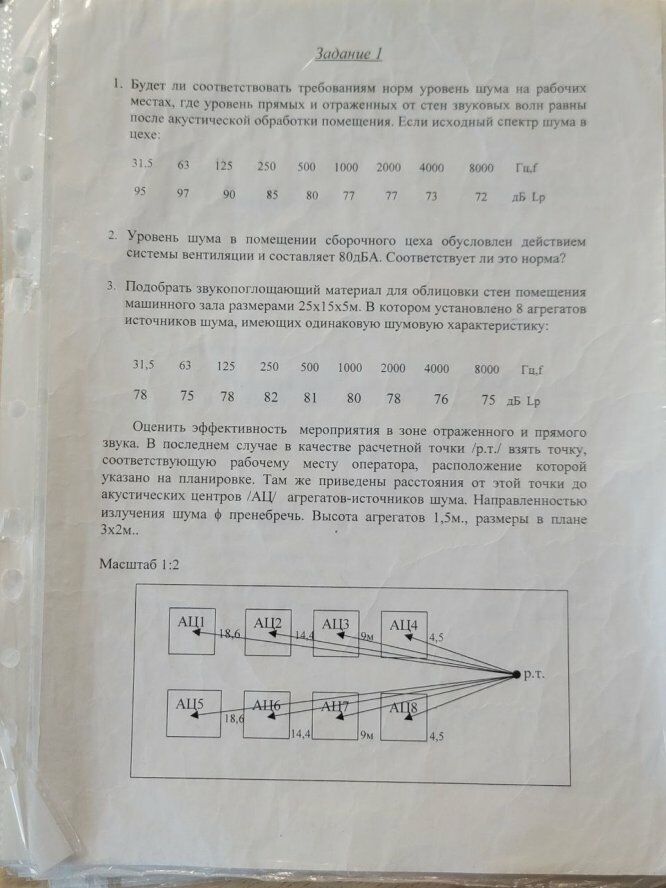 Задание 1
1. Будет ли соответствовать требованиям норм уровень шума на рабочих
местах, где уровень прямых и отраженных от стен звуковых волн равны
после акустической обработки помещения. Если исходный спектр шума в
цехе:
31,5 63 125 250 500 1000 2000 4000 8000 Гц,f
95 97 90 85 80 77 77 73 72 дБ Lp
2. Уровень шума в помещении сборочного цеха обусловлен действием
системы вентиляции и составляет 80дБА. Соответствует ли это норма?
3. Подобрать звукопоглощающий материал для облицовки стен помещения
машинного зала размерами 25х15х5м. В котором установлено 8 агрегатов
источников шума, имеющих одинаковую шумовую характеристику:
31,5 63 125 250 500 1000 2000 4000 8000 Гц,f
78 75 78 82 81 80 78 76 75 дБ Lp
Оценить эффективность мероприятия в зоне отраженного и прямого
звука. В последнем случае в качестве расчетной точки /р.т./ взять точку,
соответствующую рабочему месту оператора, расположение которой
указано на планировке. Там же приведены расстояния от этой точки до
акустических центров /АЦ/ агрегатов-источников шума. Направленностью
излучения шума ф пренебречь. Высота агрегатов 1,5м., размеры в плане
3х2м..
Масштаб 1:2
АЦ1 АЦ2 АЦ3 АЦ4
18,6 14,4 9м 4,5
р.т.
АЦ5 АЦ6 АЦ7 АЦ8
18,6 14,4 9м 4,5